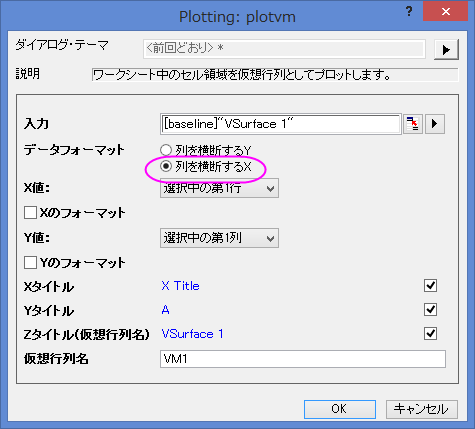 Plotting: plotvm
ダイアログ・テーマ <前回どおり> *
説明 ワークシート中のセル領域を仮想行列としてプロットします。
入力 [baseline]"VSurface 1"
データフォーマット 列を横断するY
列を横断するX
X値: 選択中の第1行
Xのフォーマット
Y値: 選択中の第1列
Yのフォーマット
Xタイトル X Title
Yタイトル A
Zタイトル(仮想行列名) VSurface 1
仮想行列名 VM1
OK キャンセル